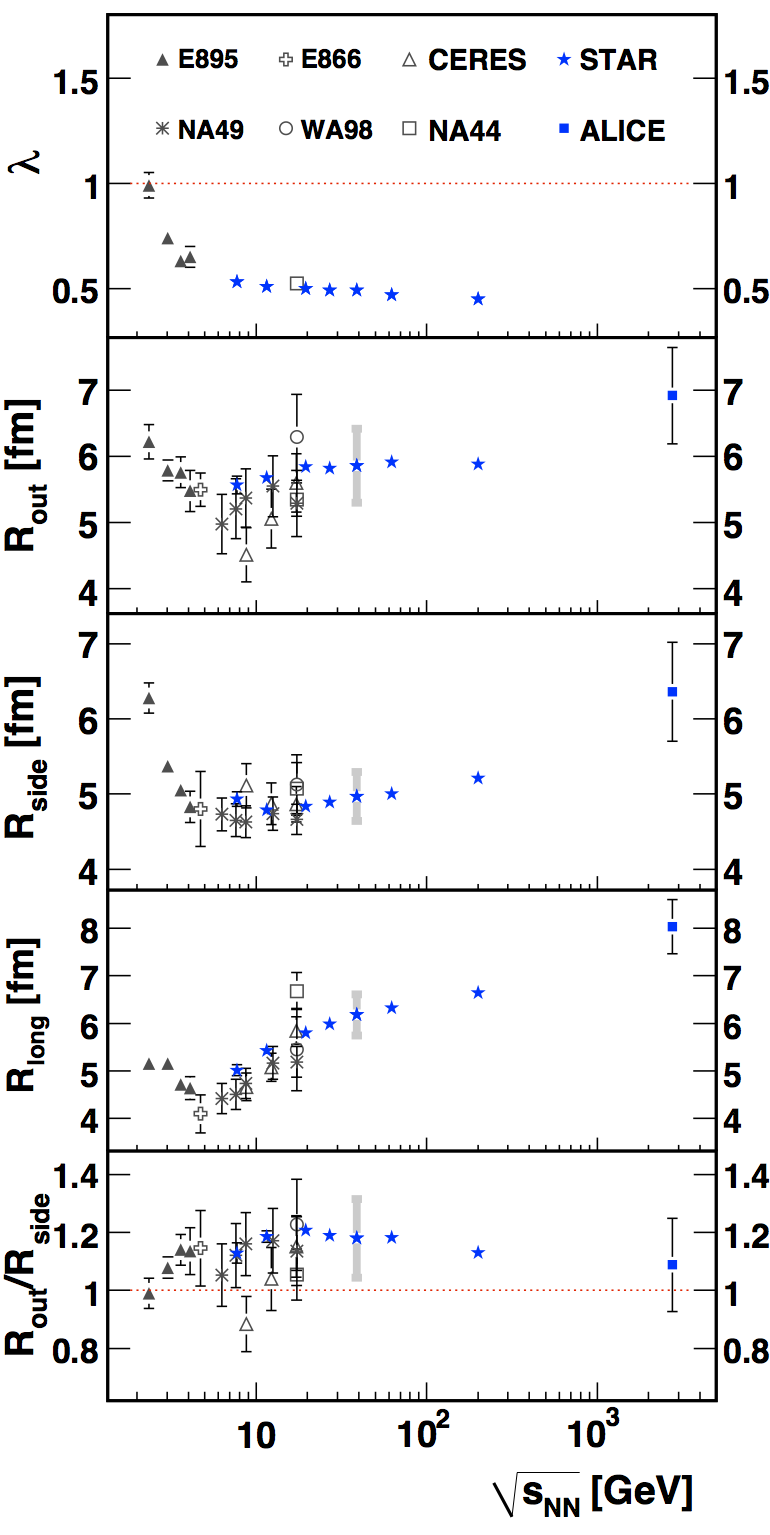 E895 E866 CERES STAR
NA49 WA98 NA44 ALICE
λ
1.5 1.5
1 1
0.5 0.5
R_out [fm]
7 7
6 6
5 5
4 4
R_side [fm]
7 7
6 6
5 5
4 4
R_long [fm]
8 8
7 7
6 6
5 5
4 4
R_out/R_side
1.4 1.4
1.2 1.2
1 1
0.8 0.8
10 10² 10³
√s_NN [GeV]